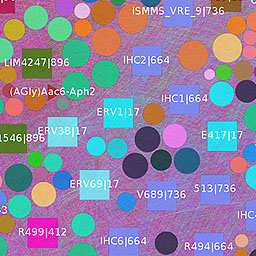 ISMMS_VRE_9|736
LIM4247|896
IHC2|664
(AGly)Aac6-Aph2
IHC1|664
ERV1|17
1546|896
ERV38|17
E417|17
ERV69|17
V689|736
513|736
R499|412
IHC6|664
R494|664